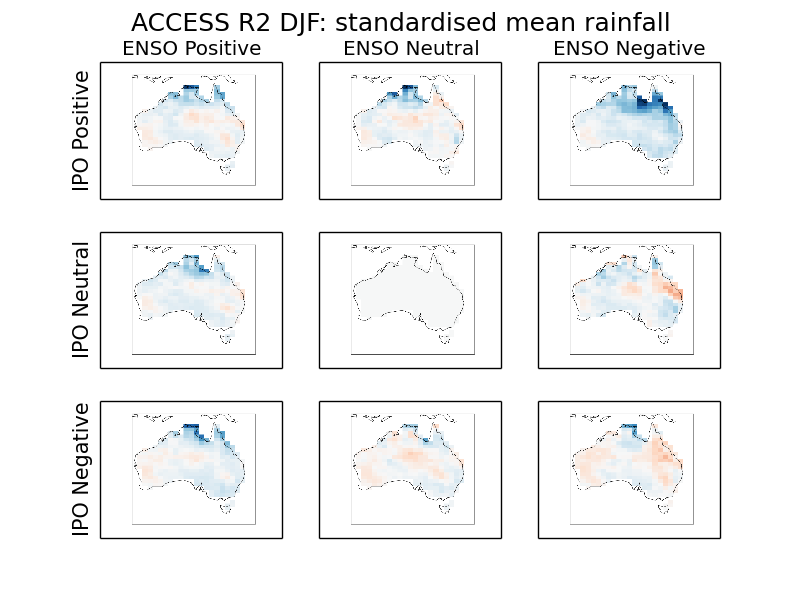 ACCESS R2 DJF: standardised mean rainfall
ENSO Positive
ENSO Neutral
ENSO Negative
IPO Positive
IPO Neutral
IPO Negative